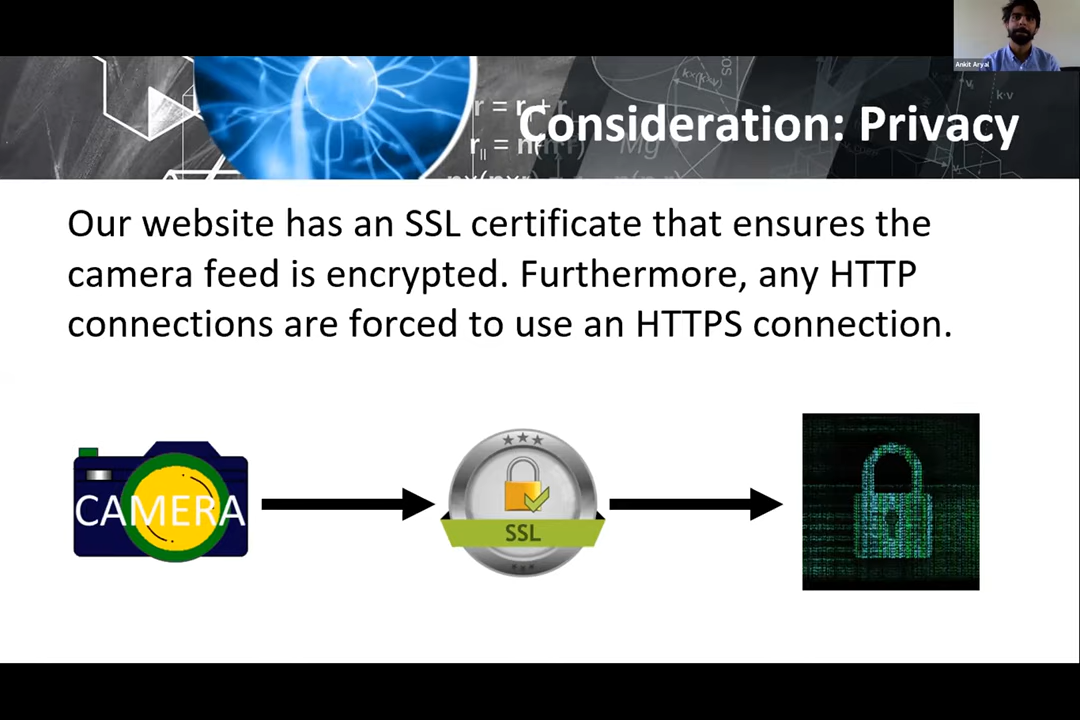 Ankit Aryal
Consideration: Privacy
Our website has an SSL certificate that ensures the
camera feed is encrypted. Furthermore, any HTTP
connections are forced to use an HTTPS connection.
CAMERA
SSL